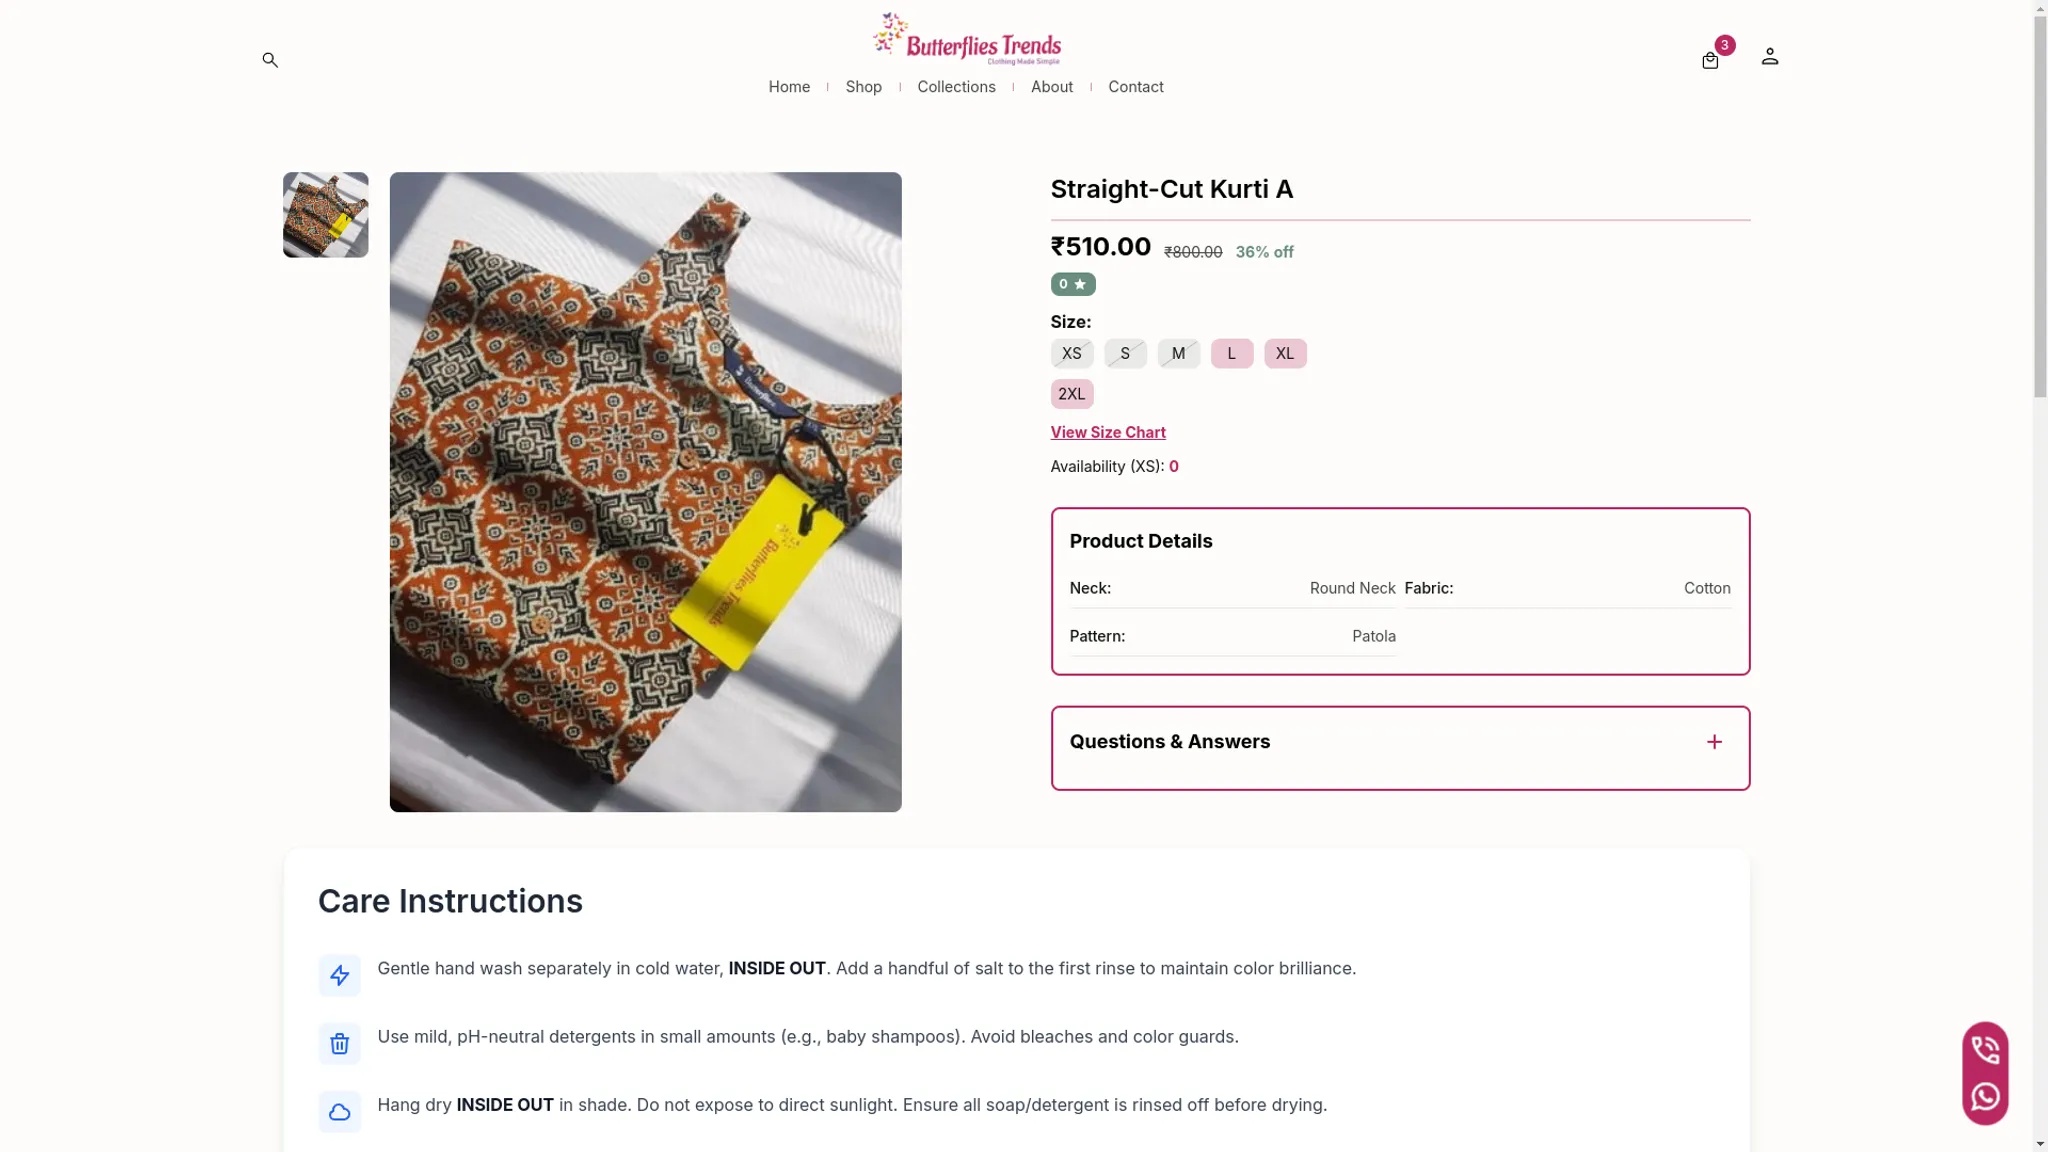 Butterflies Trends
Clothing Made Simple
3
Home
Shop
Collections
About
Contact
Straight-Cut Kurti A
₹510.00 ₹800.00 36% off
0 ★
Size:
XS S M L XL
2XL
View Size Chart
Availability (XS): 0
Product Details
Neck: Round Neck Fabric: Cotton
Pattern: Patola
Questions & Answers
+
Butterflies
Butterflies Trends
Care Instructions
Gentle hand wash separately in cold water, INSIDE OUT. Add a handful of salt to the first rinse to maintain color brilliance.
Use mild, pH-neutral detergents in small amounts (e.g., baby shampoos). Avoid bleaches and color guards.
Hang dry INSIDE OUT in shade. Do not expose to direct sunlight. Ensure all soap/detergent is rinsed off before drying.